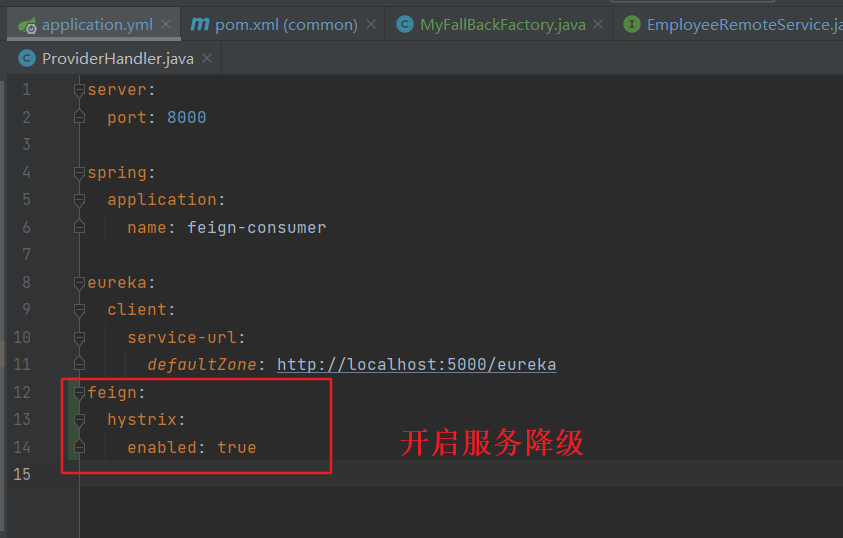 application.yml
pom.xml (common)
MyFallBackFactory.java
EmployeeRemoteService.ja
ProviderHandler.java
1 server:
2 port: 8000
3
4 spring:
5 application:
6 name: feign-consumer
7
8 eureka:
9 client:
10 service-url:
11 defaultZone: http://localhost:5000/eureka
12 feign:
13 hystrix:
14 enabled: true
15
开启服务降级